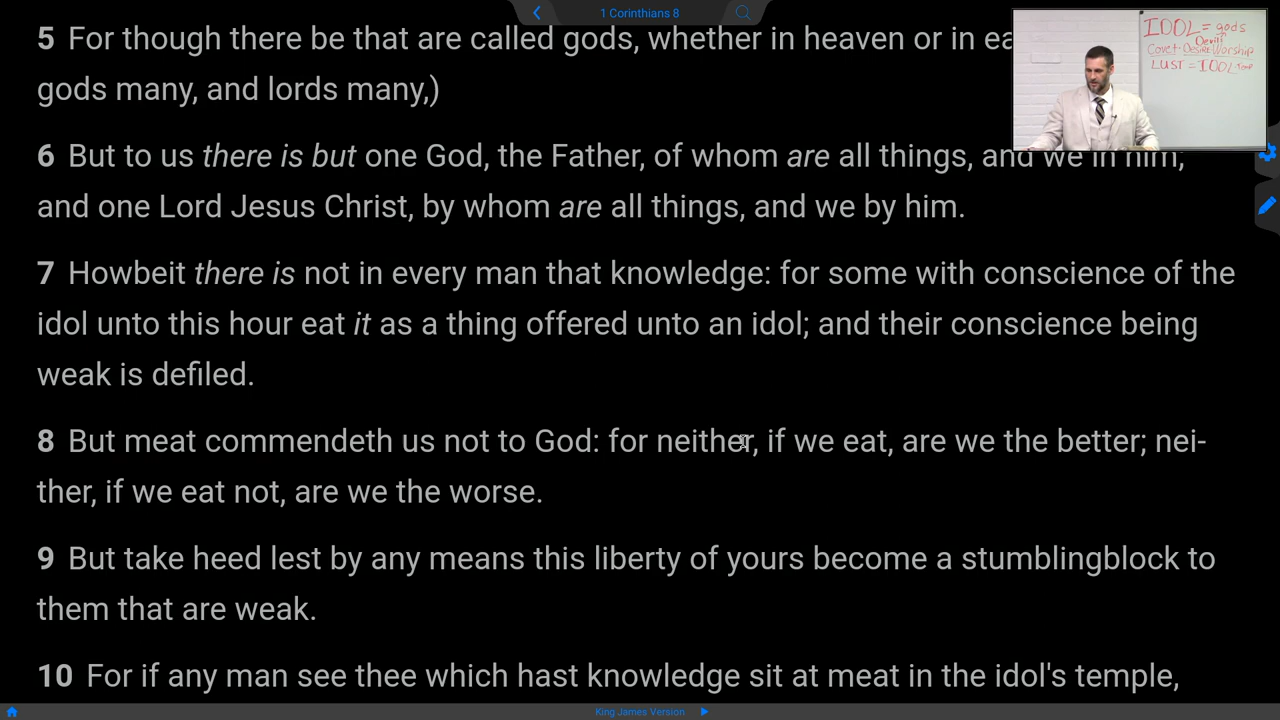 1 Corinthians 8
5 For though there be that are called gods, whether in heaven or in ea
gods many, and lords many,)
6 But to us there is but one God, the Father, of whom are all things, and we in him;
and one Lord Jesus Christ, by whom are all things, and we by him.
7 Howbeit there is not in every man that knowledge: for some with conscience of the
idol unto this hour eat it as a thing offered unto an idol; and their conscience being
weak is defiled.
8 But meat commendeth us not to God: for neither, if we eat, are we the better; nei-
ther, if we eat not, are we the worse.
9 But take heed lest by any means this liberty of yours become a stumblingblock to
them that are weak.
10 For if any man see thee which hast knowledge sit at meat in the idol's temple,
King James Version
IDOL = gods
Covet Desire Worship
LUST = IDOL